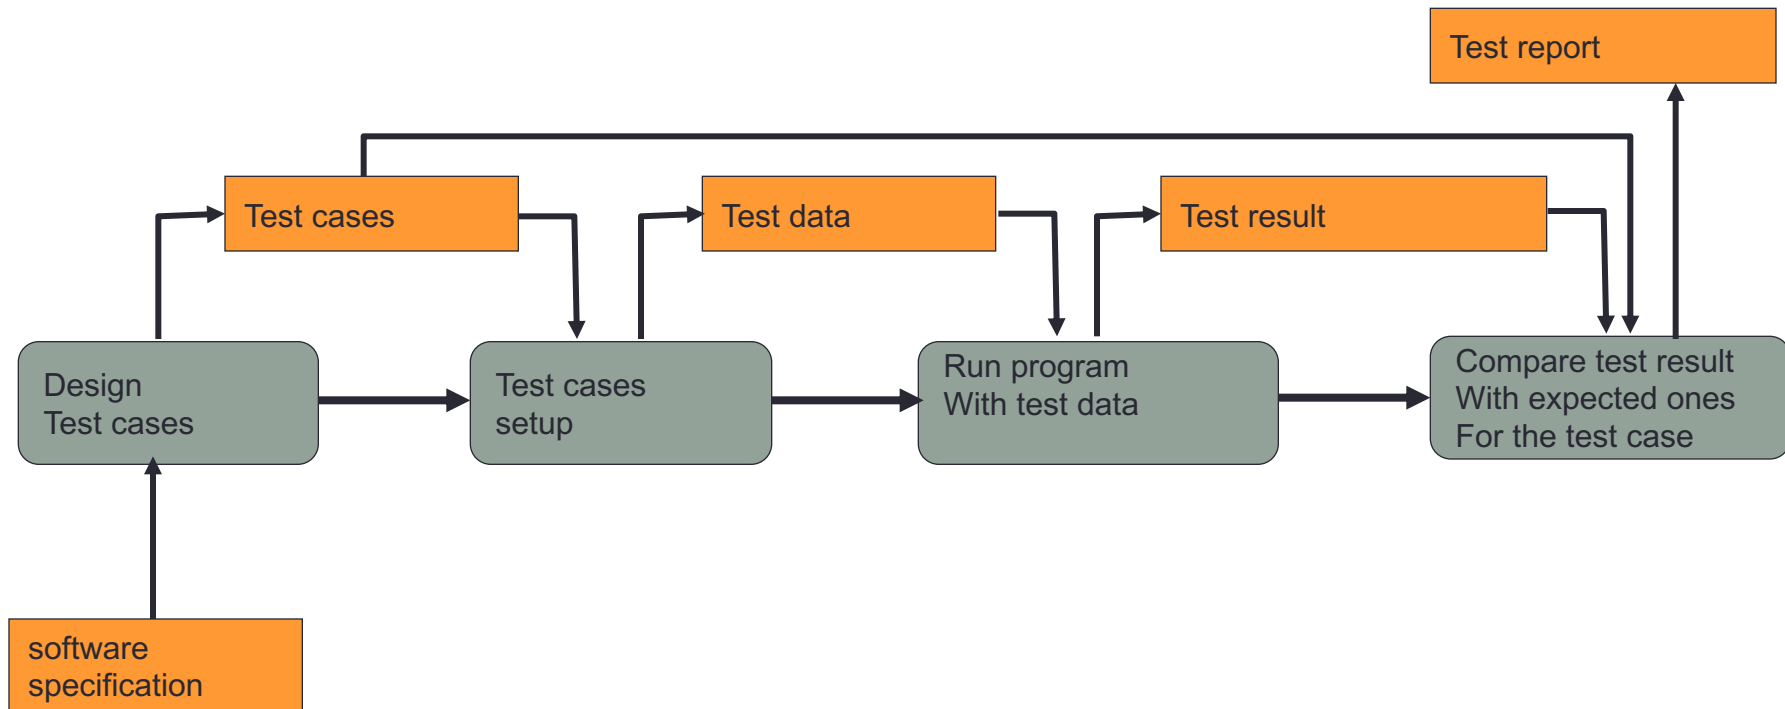 Test report
Test cases
Test data
Test result
Design
Test cases
Test cases
setup
Run program
With test data
Compare test result
With expected ones
For the test case
software
specification